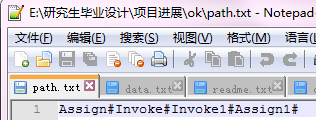 E:\研究生毕业设计\项目进展\ok\path.txt - Notepad
文件(F) 编辑(E) 搜索(S) 视图(V) 格式(M) 语言(
path.txt data.txt readme.txt
1 Assign#Invoke#Invoke1#Assign1#